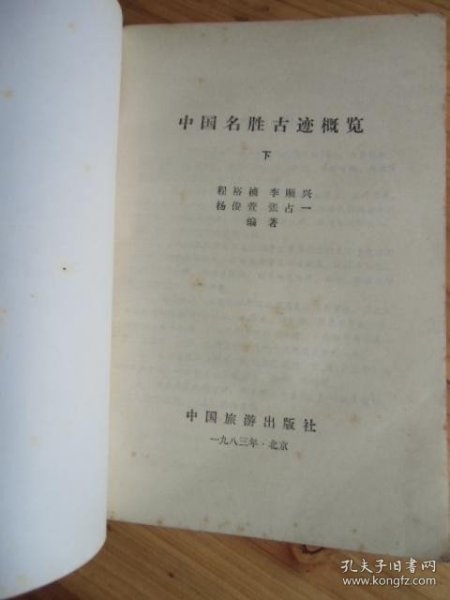 中国名胜古迹概览
下
程裕祯 李顺兴
杨俊萱 张占一
编著
中国旅游出版社
一九八三年·北京
孔夫子旧书网
www.kongfz.com